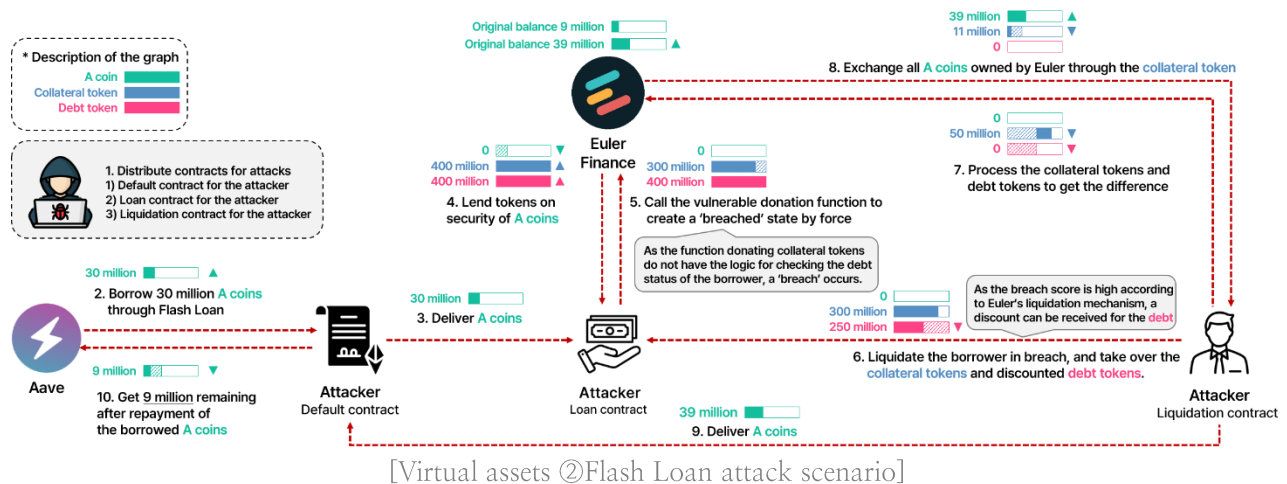 * Description of the graph
A coin
Collateral token
Debt token
1. Distribute contracts for attacks
1) Default contract for the attacker
2) Loan contract for the attacker
3) Liquidation contract for the attacker
Original balance 9 million
Original balance 39 million
Euler
Finance
39 million
11 million
0
8. Exchange all A coins owned by Euler through the collateral token
0
50 million
0
7. Process the collateral tokens and
debt tokens to get the difference
0
400 million
400 million
4. Lend tokens on
security of A coins
0
300 million
400 million
5. Call the vulnerable donation function to
create a ‘breached’ state by force
As the function donating collateral tokens
do not have the logic for checking the debt
status of the borrower, a ‘breach’ occurs.
30 million
2. Borrow 30 million A coins
through Flash Loan
Aave
9 million
10. Get 9 million remaining
after repayment of
the borrowed A coins
Attacker
Default contract
30 million
3. Deliver A coins
Attacker
Loan contract
0
300 million
250 million
As the breach score is high according
to Euler’s liquidation mechanism, a
discount can be received for the debt
6. Liquidate the borrower in breach, and take over the
collateral tokens and discounted debt tokens.
Attacker
Liquidation contract
39 million
9. Deliver A coins
[Virtual assets ②Flash Loan attack scenario]